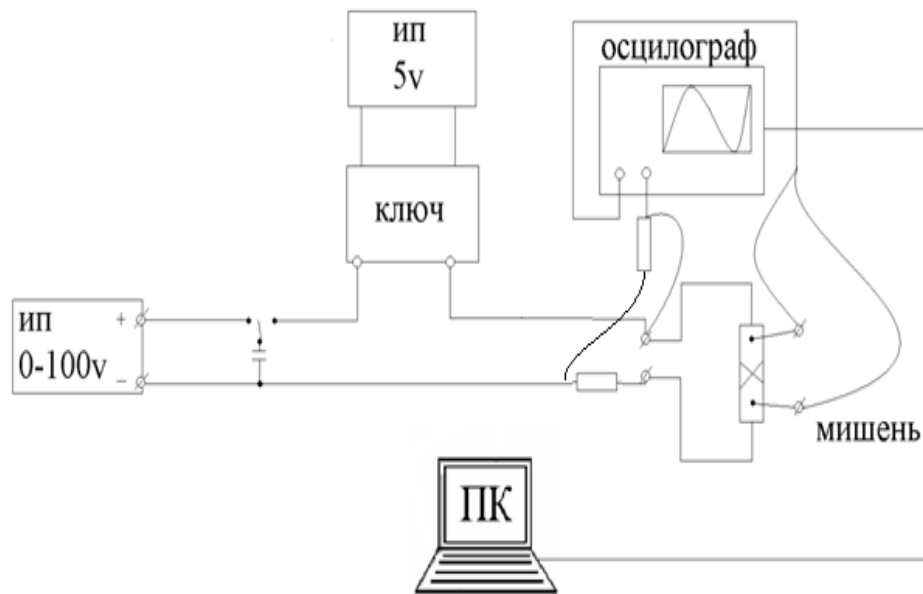 ип
5v
осцилограф
ключ
ип +
0-100v −
мишень
ПК